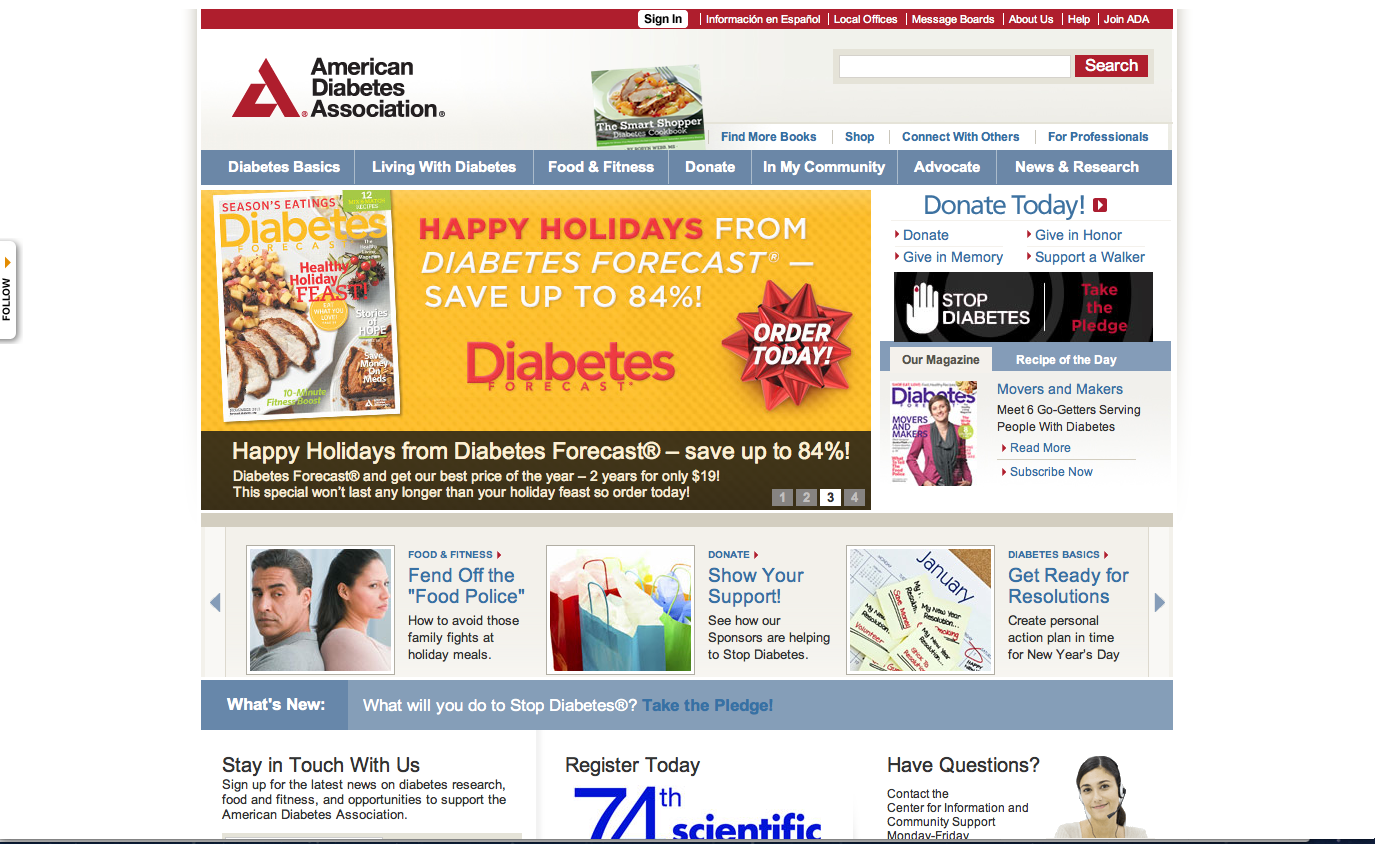 Sign In
Información en Español
Local Offices
Message Boards
About Us
Help
Join ADA
American
Diabetes
Association®
Search
The Smart Shopper
Diabetes Cookbook
Find More Books
Shop
Connect With Others
For Professionals
Diabetes Basics
Living With Diabetes
Food & Fitness
Donate
In My Community
Advocate
News & Research
SEASON'S EATINGS
12
Diabetes
FORECAST
Healthy
Holiday
FEAST!
EAT
WHAT YOU
LOVE!
Stories
of
HOPE
Save
Money
On
Meds
10-Minute
Fitness Boost
HAPPY HOLIDAYS FROM
DIABETES FORECAST® —
SAVE UP TO 84%!
Diabetes
FORECAST®
ORDER
TODAY!
Happy Holidays from Diabetes Forecast® – save up to 84%!
Diabetes Forecast® and get our best price of the year – 2 years for only $19!
This special won't last any longer than your holiday feast so order today!
1 2 3 4
Donate Today!
Donate
Give in Honor
Give in Memory
Support a Walker
STOP
DIABETES
Take
the
Pledge
Our Magazine
Recipe of the Day
Diabetes
MOVERS
AND
MAKERS
Movers and Makers
Meet 6 Go-Getters Serving
People With Diabetes
Read More
Subscribe Now
FOLLOW
FOOD & FITNESS
Fend Off the
"Food Police"
How to avoid those
family fights at
holiday meals.
DONATE
Show Your
Support!
See how our
Sponsors are helping
to Stop Diabetes.
January
My New Year
Resolution...
Save Money
Volunteer
DIABETES BASICS
Get Ready for
Resolutions
Create personal
action plan in time
for New Year's Day
What's New:
What will you do to Stop Diabetes®? Take the Pledge!
Stay in Touch With Us
Sign up for the latest news on diabetes research,
food and fitness, and opportunities to support the
American Diabetes Association.
Register Today
74th
scientific
Have Questions?
Contact the
Center for Information and
Community Support
Monday-Friday